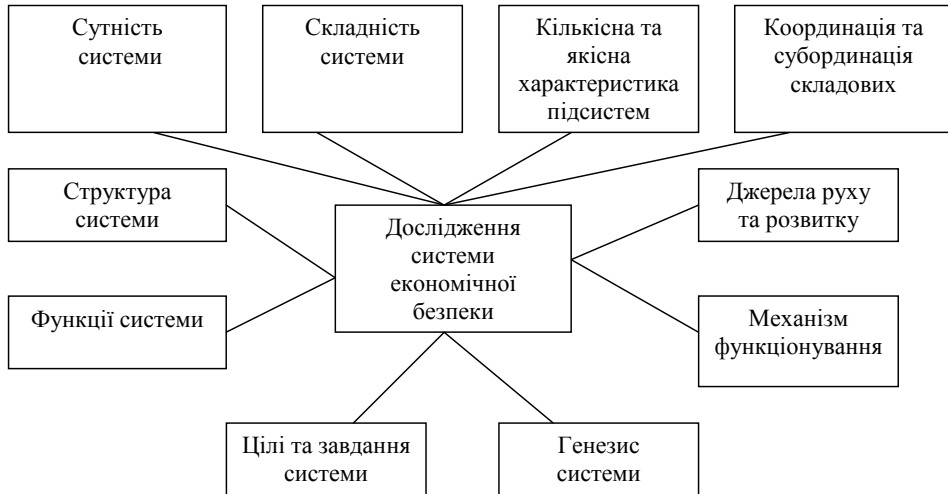 Сутність
системи
Складність
системи
Кількісна та
якісна
характеристика
підсистем
Координація та
субординація
складових
Структура
системи
Дослідження
системи
економічної
безпеки
Джерела руху
та розвитку
Функції системи
Механізм
функціонування
Цілі та завдання
системи
Генезис
системи